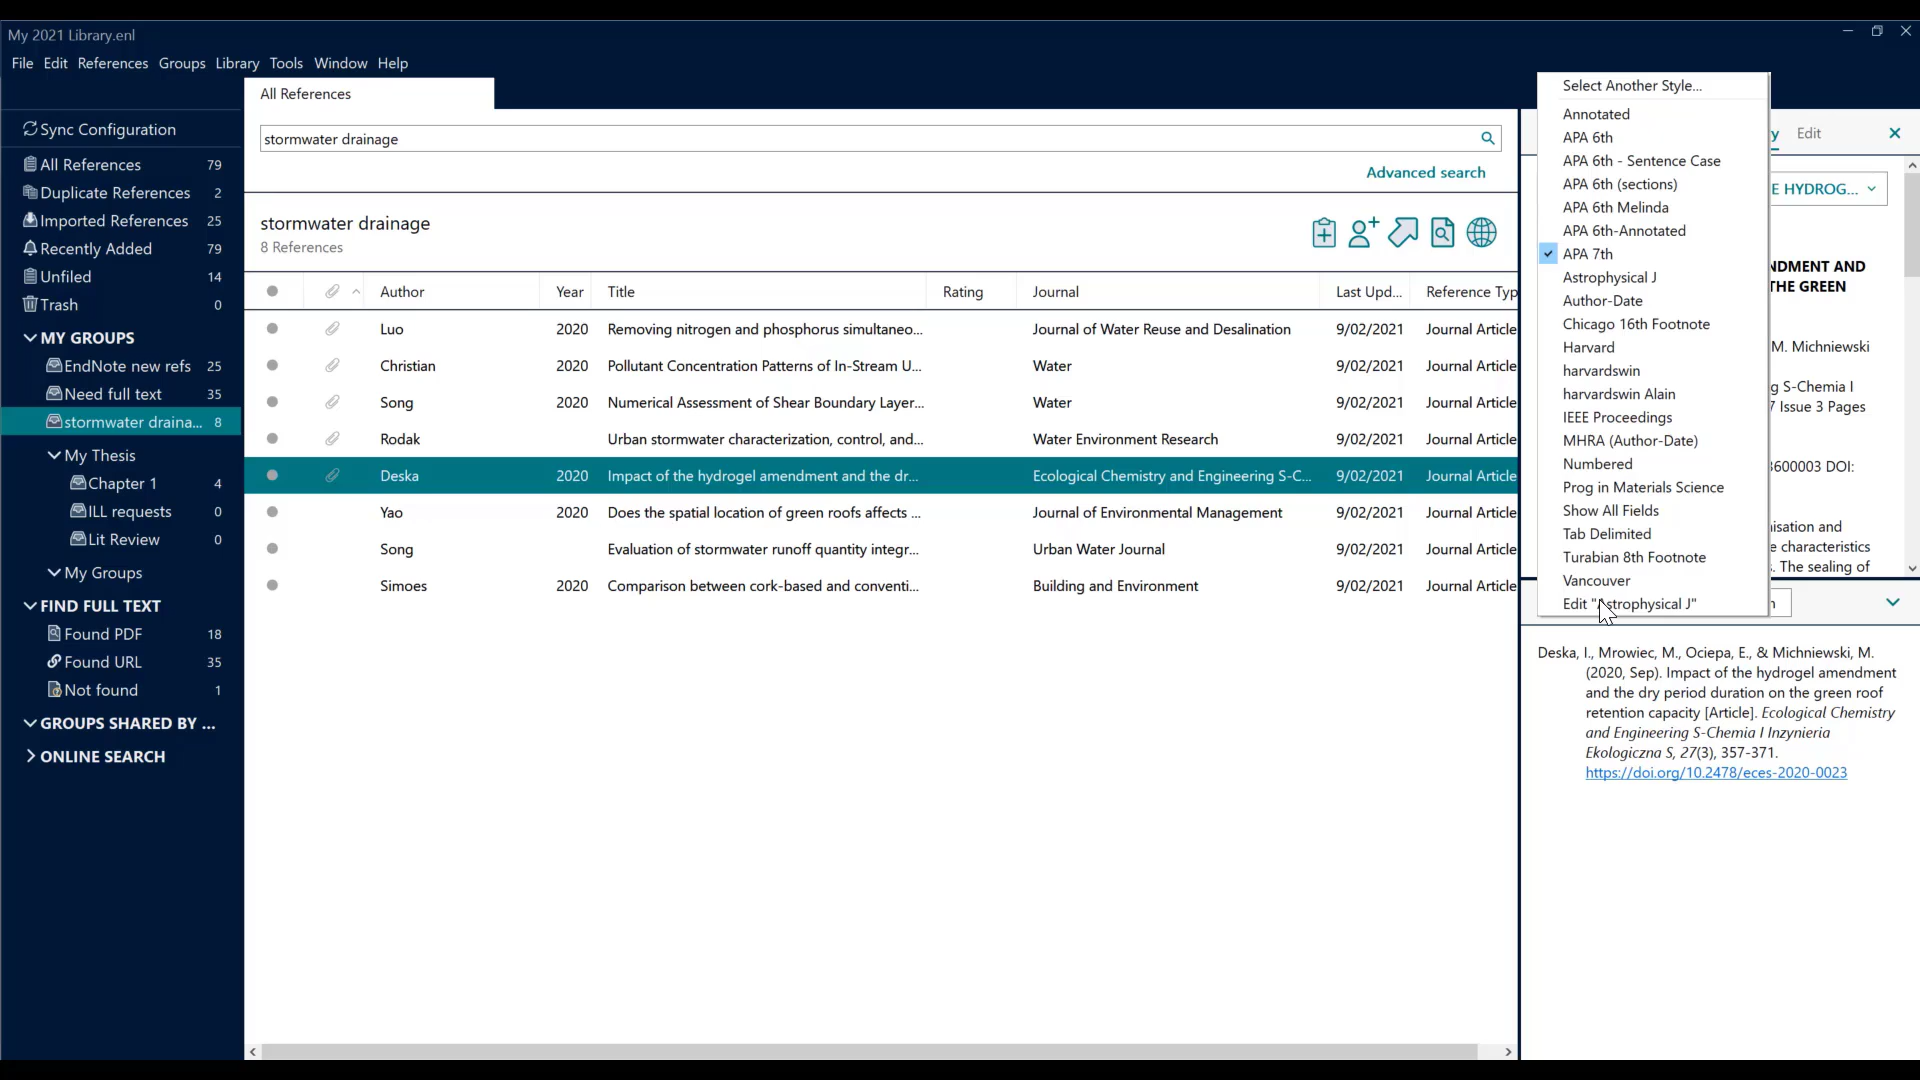 My 2021 Library.enl
File Edit References Groups Library Tools Window Help
Sync Configuration
All References 79
Duplicate References 2
Imported References 25
Recently Added 79
Unfiled 14
Trash 0
MY GROUPS
EndNote new refs 25
Need full text 35
stormwater draina... 8
My Thesis
Chapter 1 4
ILL requests 0
Lit Review 0
My Groups
FIND FULL TEXT
Found PDF 18
Found URL 35
Not found 1
GROUPS SHARED BY ...
ONLINE SEARCH
All References
stormwater drainage
Advanced search
stormwater drainage
8 References
Author Year Title Rating Journal Last Upd... Reference Typ
Luo 2020 Removing nitrogen and phosphorus simultaneo... Journal of Water Reuse and Desalination 9/02/2021 Journal Article
Christian 2020 Pollutant Concentration Patterns of In-Stream U... Water 9/02/2021 Journal Article
Song 2020 Numerical Assessment of Shear Boundary Layer... Water 9/02/2021 Journal Article
Rodak Urban stormwater characterization, control, and... Water Environment Research 9/02/2021 Journal Article
Deska 2020 Impact of the hydrogel amendment and the dr... Ecological Chemistry and Engineering S-C... 9/02/2021 Journal Article
Yao 2020 Does the spatial location of green roofs affects ... Journal of Environmental Management 9/02/2021 Journal Article
Song Evaluation of stormwater runoff quantity integr... Urban Water Journal 9/02/2021 Journal Article
Simoes 2020 Comparison between cork-based and conventi... Building and Environment 9/02/2021 Journal Article
Select Another Style...
Annotated
APA 6th
APA 6th - Sentence Case
APA 6th (sections)
APA 6th Melinda
APA 6th-Annotated
APA 7th
Astrophysical J
Author-Date
Chicago 16th Footnote
Harvard
harvardswin
harvardswin Alain
IEEE Proceedings
MHRA (Author-Date)
Numbered
Prog in Materials Science
Show All Fields
Tab Delimited
Turabian 8th Footnote
Vancouver
Edit "Astrophysical J"
y Edit
E HYDROG...
NDMENT AND
THE GREEN
M. Michniewski
g S-Chemia I
7 Issue 3 Pages
3600003 DOI:
nisation and
e characteristics
. The sealing of
n
Deska, I., Mrowiec, M., Ociepa, E., & Michniewski, M.
(2020, Sep). Impact of the hydrogel amendment
and the dry period duration on the green roof
retention capacity [Article]. Ecological Chemistry
and Engineering S-Chemia I Inzynieria
Ekologiczna S, 27(3), 357-371.
https://doi.org/10.2478/eces-2020-0023